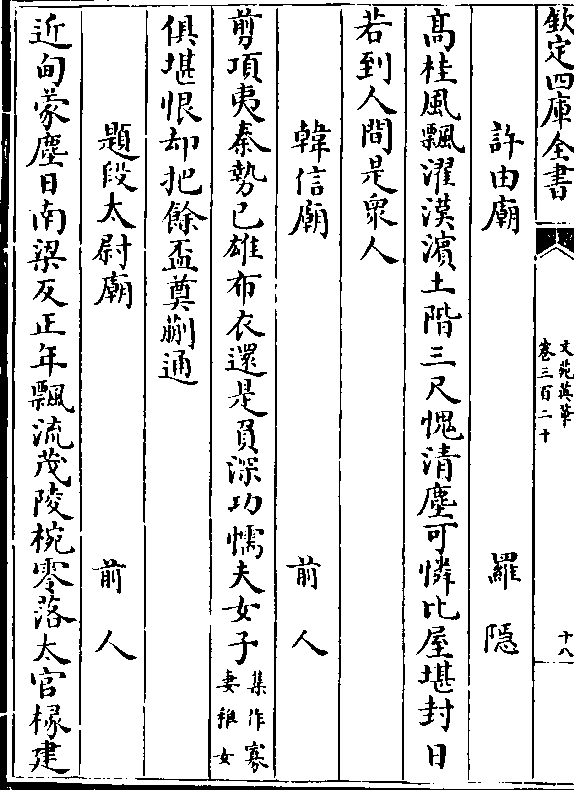 欽定四庫全書
文苑英華
卷三百二十
十八
許由廟 羅隠
髙桂風飄濯漢濵土階三尺愧清塵可憐比屋堪封日
若到人間是衆人
韓信廟 前人
剪項夷秦勢已雄布衣還是負深功懦夫女子集作寡妻稚女
俱堪恨却把餘盃奠蒯通
題段太尉廟 前人
近甸蒙塵日南梁反正年飄流茂陵椀零落太官椽建